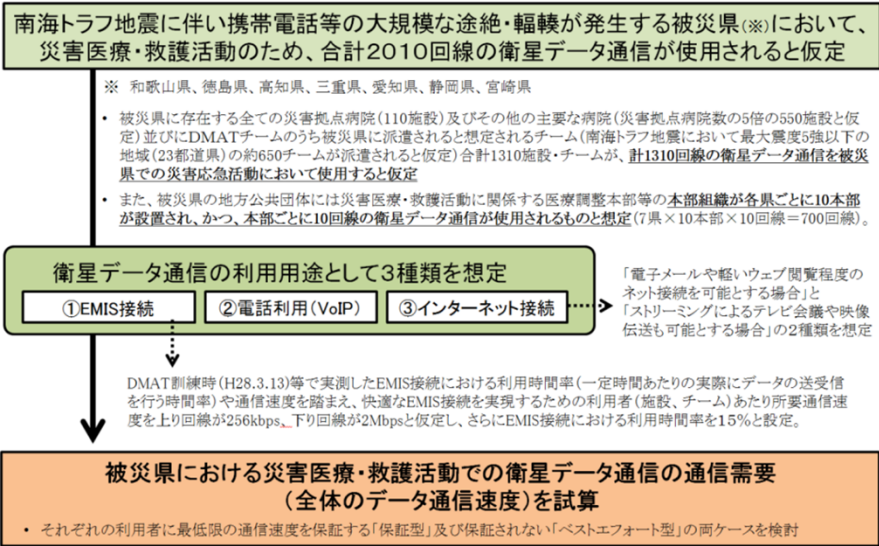 南海トラフ地震に伴い携帯電話等の大規模な途絶・輻輳が発生する被災県(※)において、
災害医療・救護活動のため、合計2010回線の衛星データ通信が使用されると仮定
※ 和歌山県、徳島県、高知県、三重県、愛知県、静岡県、宮崎県
・ 被災県に存在する全ての災害拠点病院(110施設)及びその他の主要な病院(災害拠点病院数の5倍の550施設と仮
定)並びにDMATチームのうち被災県に派遣されると想定されるチーム(南海トラフ地震において最大震度5強以下の
地域(23都道県)の約650チームが派遣されると仮定)合計1310施設・チームが、計1310回線の衛星データ通信を被災
県での災害応急活動において使用すると仮定
・ また、被災県の地方公共団体には災害医療・救護活動に関係する医療調整本部等の本部組織が各県ごとに10本部
が設置され、かつ、本部ごとに10回線の衛星データ通信が使用されるものと想定(7県×10本部×10回線=700回線)。
衛星データ通信の利用用途として3種類を想定
①EMIS接続
②電話利用(VoIP)
③インターネット接続
「電子メールや軽いウェブ閲覧程度の
ネット接続を可能とする場合」と
「ストリーミングによるテレビ会議や映像
伝送も可能とする場合」の2種類を想定
DMAT訓練時(H28.3.13)等で実測したEMIS接続における利用時間率(一定時間あたりの実際にデータの送受信
を行う時間率)や通信速度を踏まえ、快適なEMIS接続を実現するための利用者(施設、チーム)あたり所要通信速
度を上り回線が256kbps、下り回線が2Mbpsと仮定し、さらにEMIS接続における利用時間率を15%と設定。
被災県における災害医療・救護活動での衛星データ通信の通信需要
(全体のデータ通信速度)を試算
・ それぞれの利用者に最低限の通信速度を保証する「保証型」及び保証されない「ベストエフォート型」の両ケースを検討